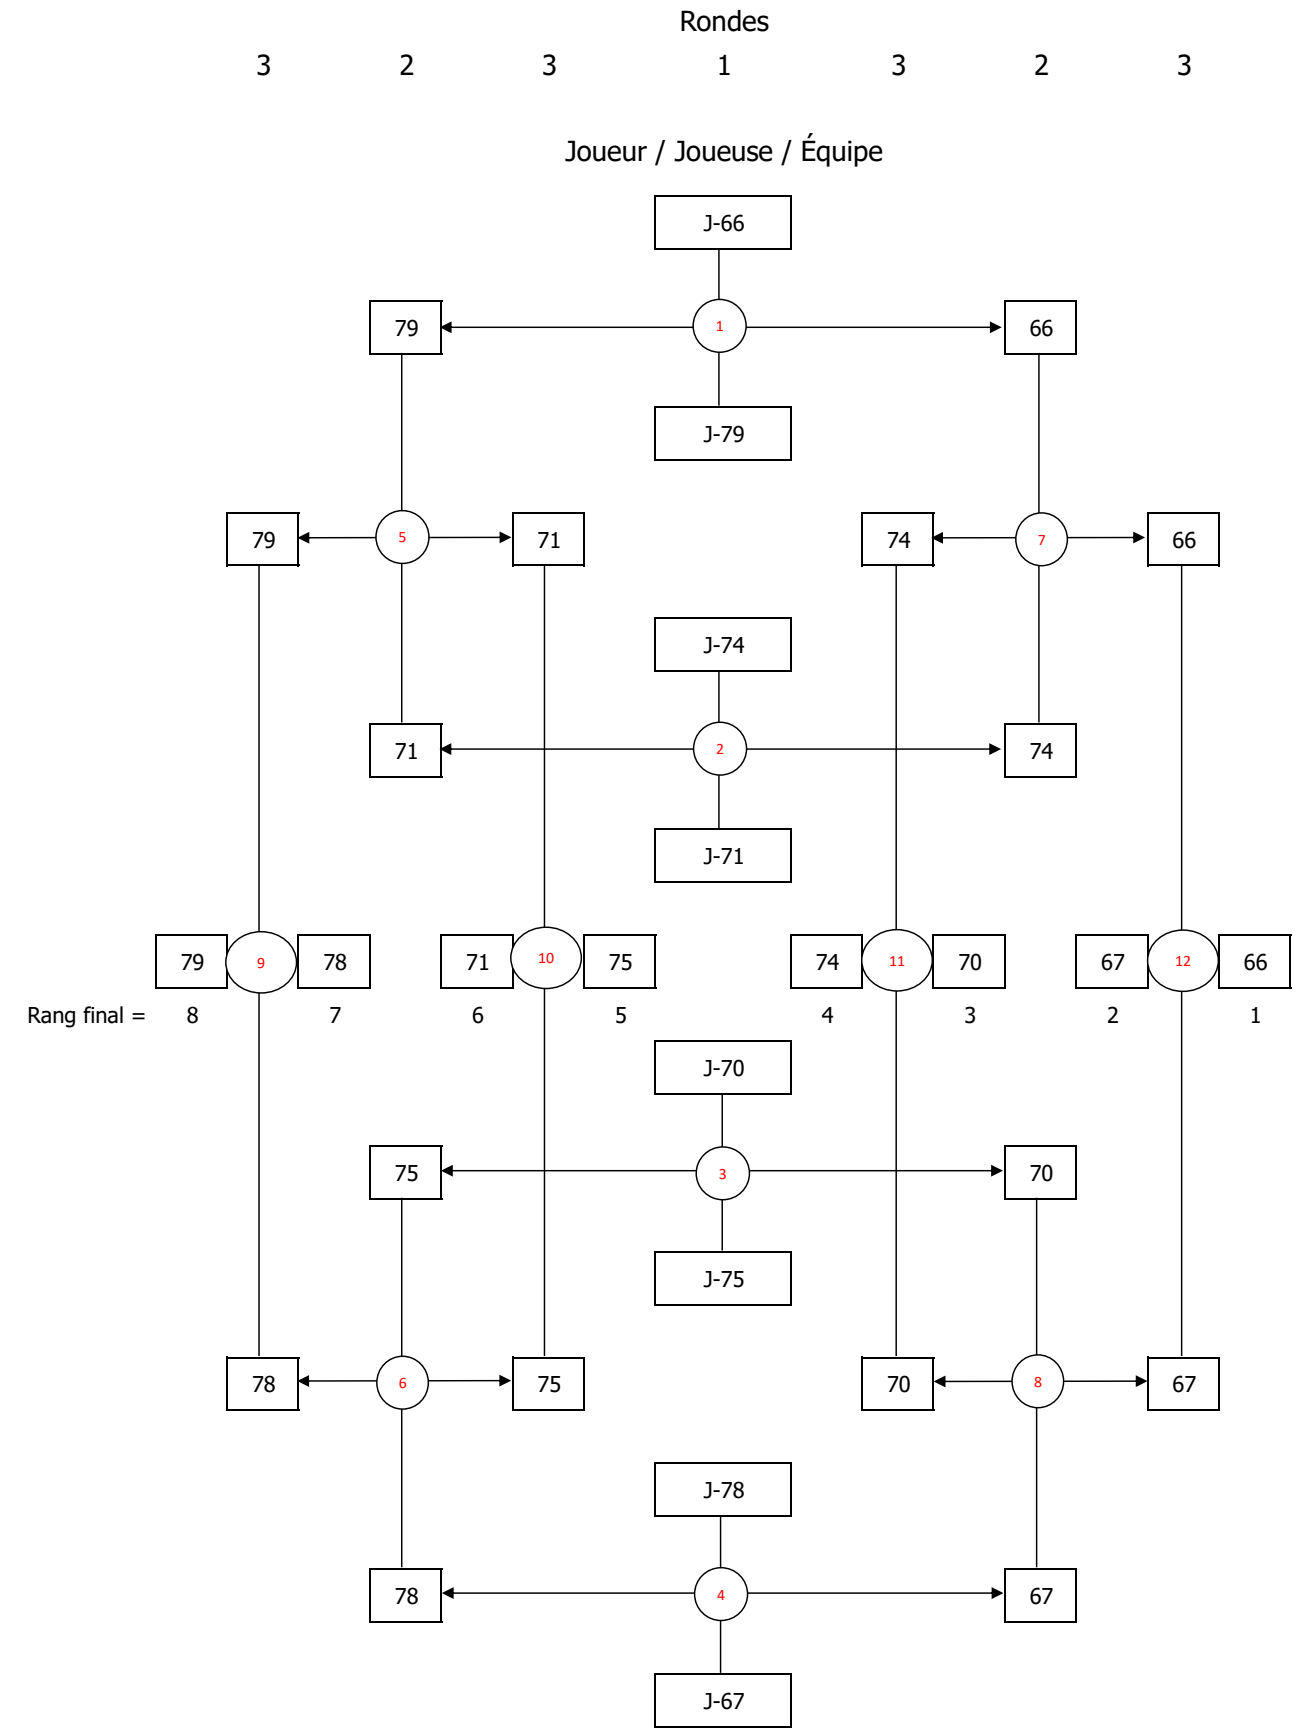 Rondes
3 2 3 1 3 2 3
Joueur / Joueuse / Équipe
J-66
79 1 66
J-79
79 5 71 74 7 66
J-74
71 2 74
J-71
79 9 78 71 10 75 74 11 70 67 12 66
Rang final = 8 7 6 5 4 3 2 1
J-70
75 3 70
J-75
78 6 75 70 8 67
J-78
78 4 67
J-67